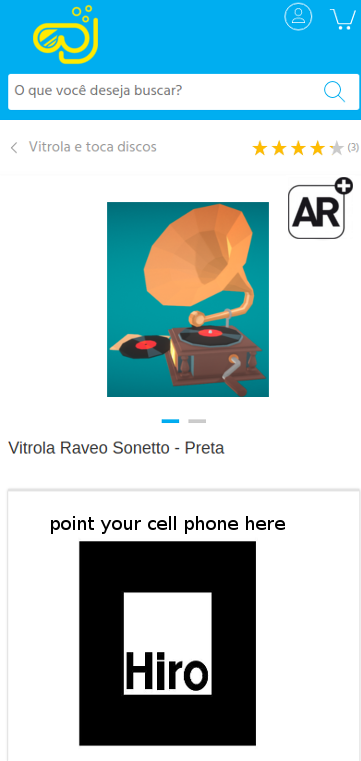 O que você deseja buscar?
Vitrola e toca discos
(3)
AR
Vitrola Raveo Sonetto - Preta
point your cell phone here
Hiro